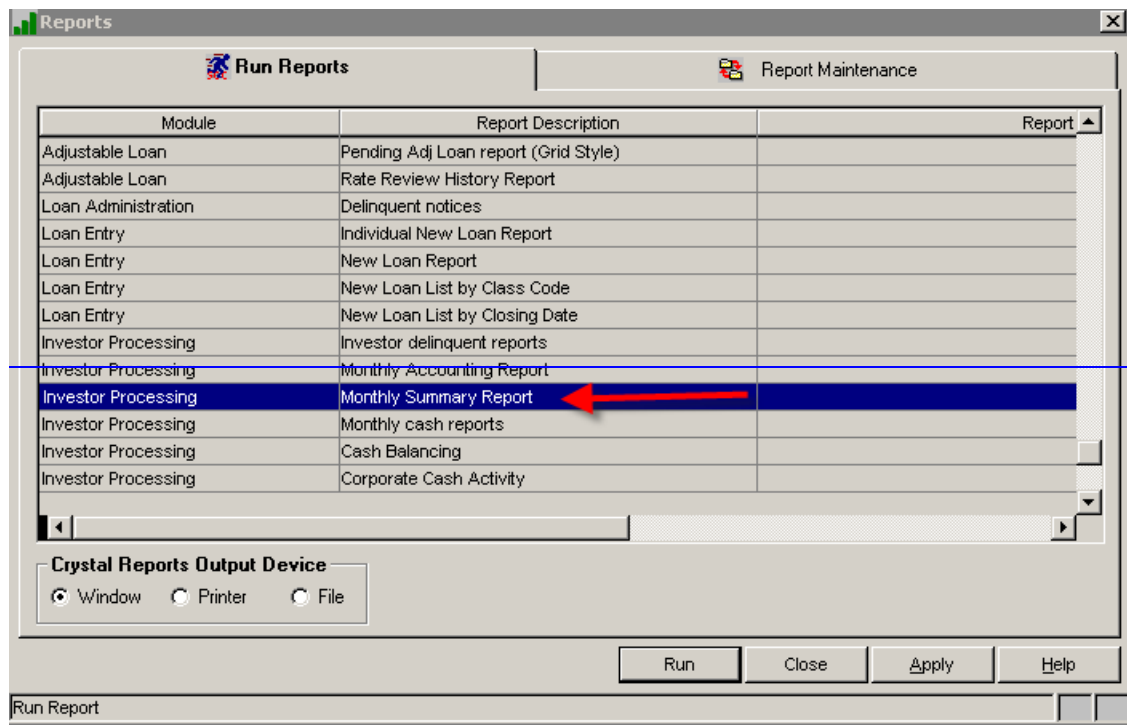 Reports
Run Reports
Report Maintenance
Module Report Description Report
Adjustable Loan Pending Adj Loan report (Grid Style)
Adjustable Loan Rate Review History Report
Loan Administration Delinquent notices
Loan Entry Individual New Loan Report
Loan Entry New Loan Report
Loan Entry New Loan List by Class Code
Loan Entry New Loan List by Closing Date
Investor Processing Investor delinquent reports
Investor Processing Monthly Accounting Report
Investor Processing Monthly Summary Report
Investor Processing Monthly cash reports
Investor Processing Cash Balancing
Investor Processing Corporate Cash Activity
Crystal Reports Output Device
Window Printer File
Run Close Apply Help
Run Report